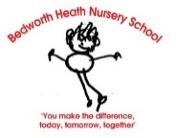 Bedworth Heath Nursery School
'You make the difference,
today, tomorrow, together'